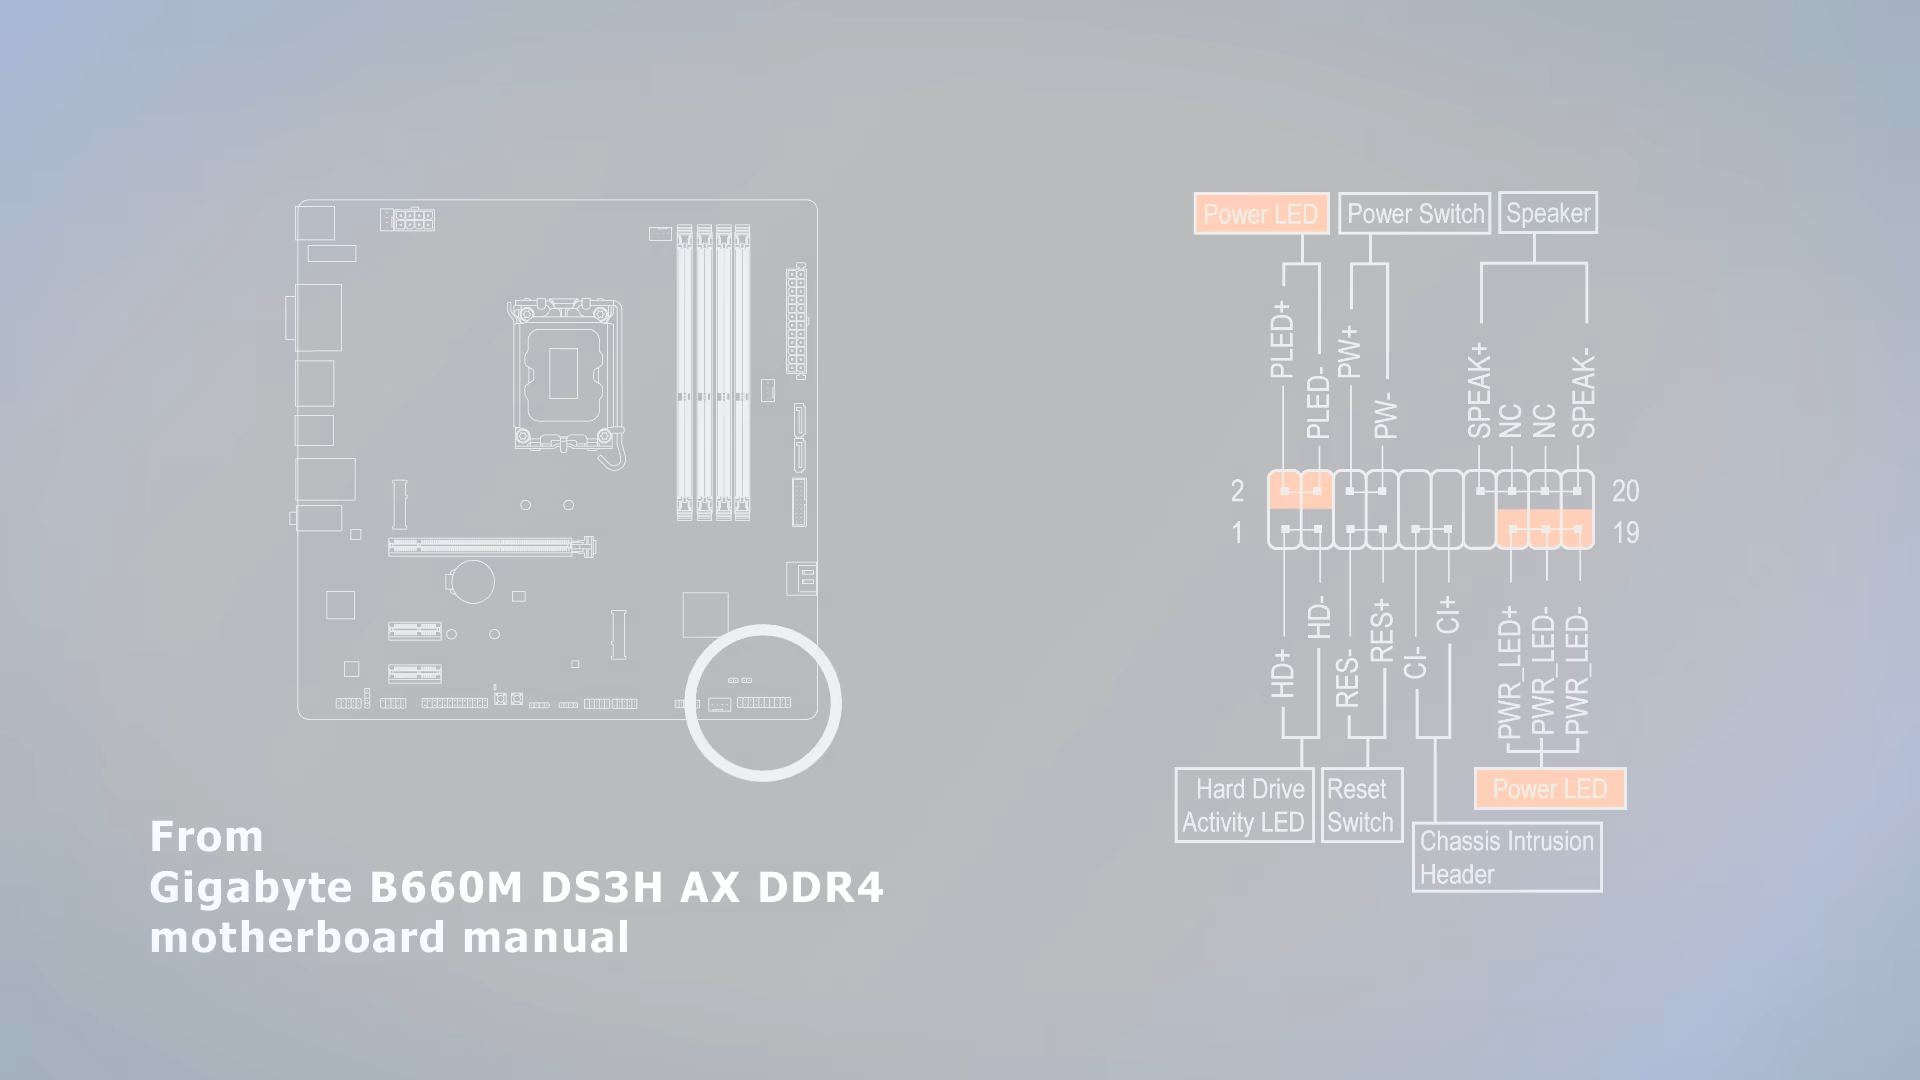 Power LED
Power Switch
Speaker
PLED+
PLED-
PW+
PW-
SPEAK+
NC
NC
SPEAK-
2
20
1
19
HD+
HD-
RES-
RES+
CI-
CI+
PWR_LED+
PWR_LED-
PWR_LED-
Hard Drive
Activity LED
Reset
Switch
Power LED
Chassis Intrusion
Header
From
Gigabyte B660M DS3H AX DDR4
motherboard manual